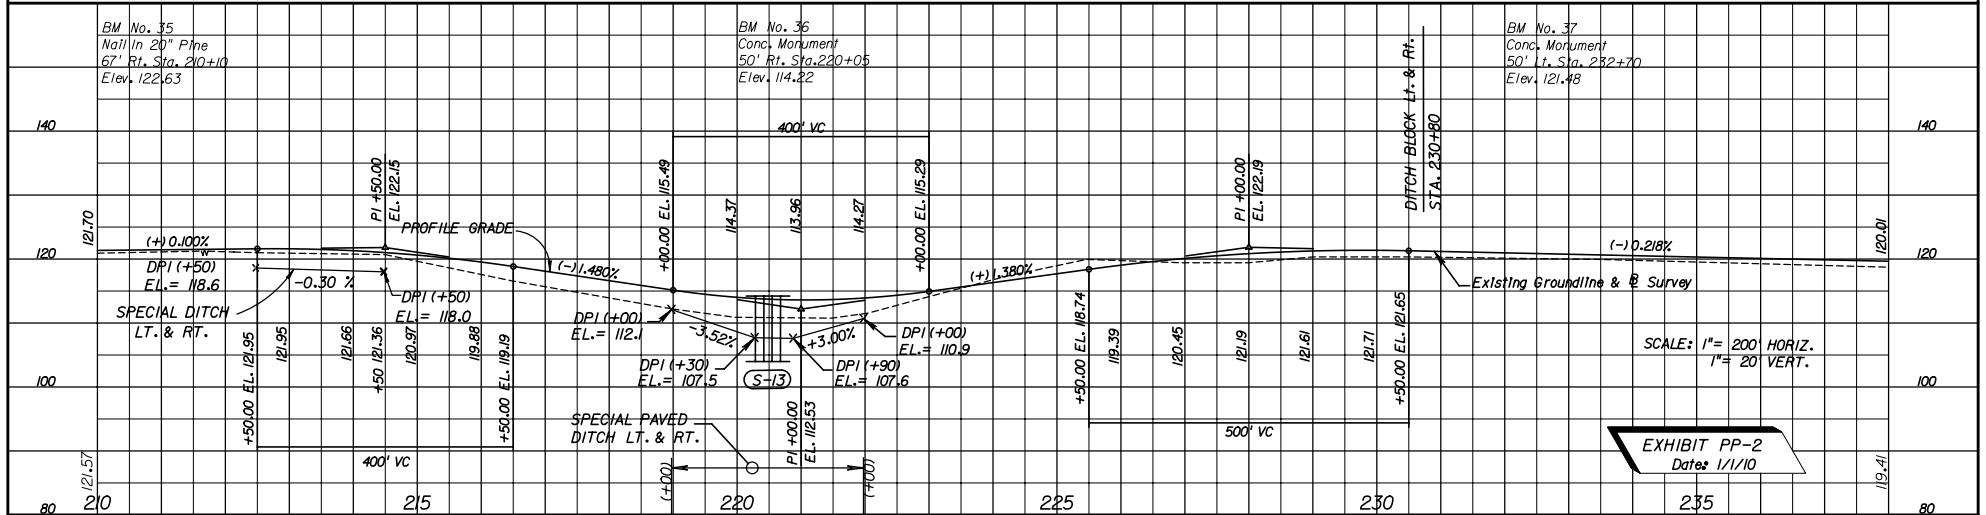 BM No. 35
Nail in 20" Pine
67' Rt. Sta. 210+10
Elev. 122.63
BM No. 36
Conc. Monument
50' Rt. Sta.220+05
Elev. 114.22
BM No. 37
Conc. Monument
50' Lt. Sta. 232+70
Elev. 121.48
DITCH BLOCK Lt. & Rt.
STA. 230+80
140
140
400' VC
121.70
PI +50.00
EL. 122.15
+00.00 EL. 115.49
114.37
113.96
114.27
+00.00 EL. 115.29
PI +00.00
EL. 122.19
120.01
(+) 0.100%
PROFILE GRADE
(-) 1.480%
(+) 1.380%
(-) 0.218%
120
120
DPI (+50)
EL.= 118.6
-0.30 %
SPECIAL DITCH
LT. & RT.
DPI (+50)
EL.= 118.0
DPI (+00)
EL.= 112.1
-3.52%
+3.00%
DPI (+00)
EL.= 110.9
DPI (+30)
EL.= 107.5
S-13
DPI (+90)
EL.= 107.6
Existing Groundline & B Survey
SCALE: 1"= 200' HORIZ.
1"= 20' VERT.
+50.00 EL. 121.95
121.95
121.66
+50 121.36
120.97
119.88
+50.00 EL. 119.19
+50.00 EL. 118.74
119.39
120.45
121.19
121.61
121.71
+50.00 EL. 121.65
100
100
SPECIAL PAVED
DITCH LT. & RT.
PI +00.00
EL. 112.53
400' VC
500' VC
(+00)
(+00)
EXHIBIT PP-2
Date: 1/1/10
121.57
119.41
80
210
215
220
225
230
235
80